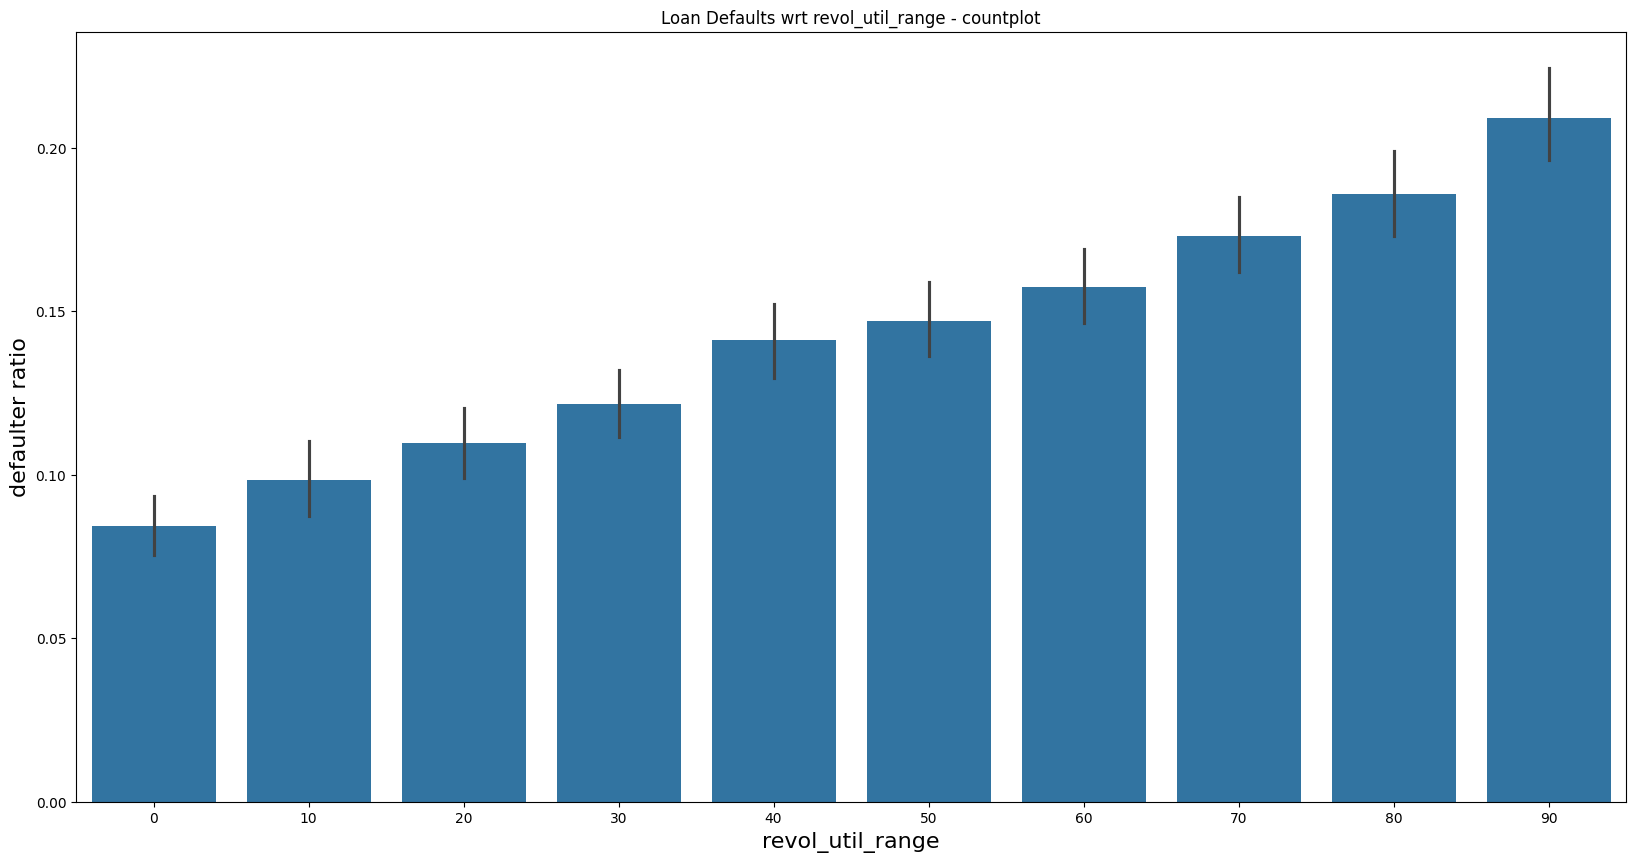 Loan Defaults wrt revol_util_range - countplot
defaulter ratio
0.20
0.15
0.10
0.05
0.00
0 10 20 30 40 50 60 70 80 90
revol_util_range